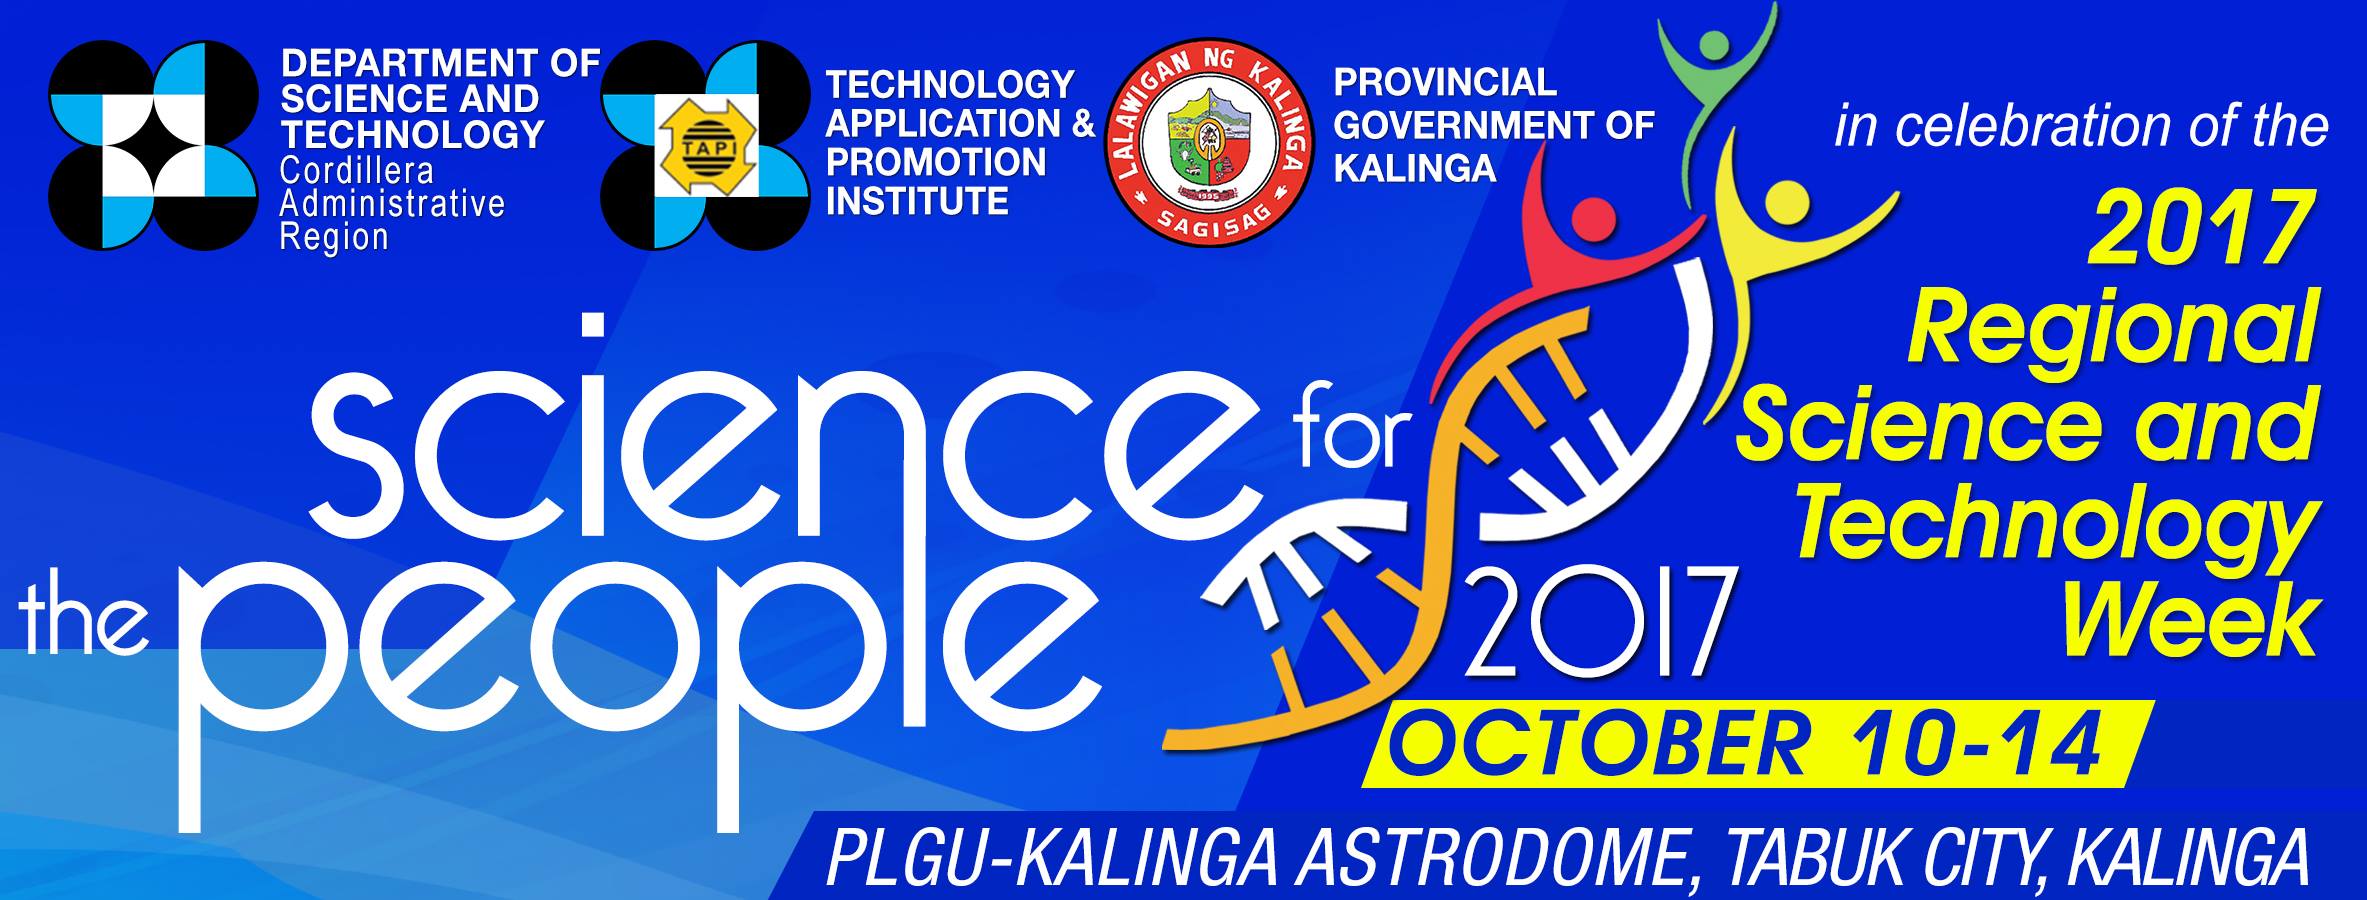 DEPARTMENT OF
SCIENCE AND
TECHNOLOGY
Cordillera
Administrative
Region
TAPI
TECHNOLOGY
APPLICATION &
PROMOTION
INSTITUTE
LALAWIGAN NG KALINGA
1995
SAGISAG
PROVINCIAL
GOVERNMENT OF
KALINGA
in celebration of the
2017
Regional
Science and
Technology
Week
science for
the people
2017
OCTOBER 10-14
PLGU-KALINGA ASTRODOME, TABUK CITY, KALINGA